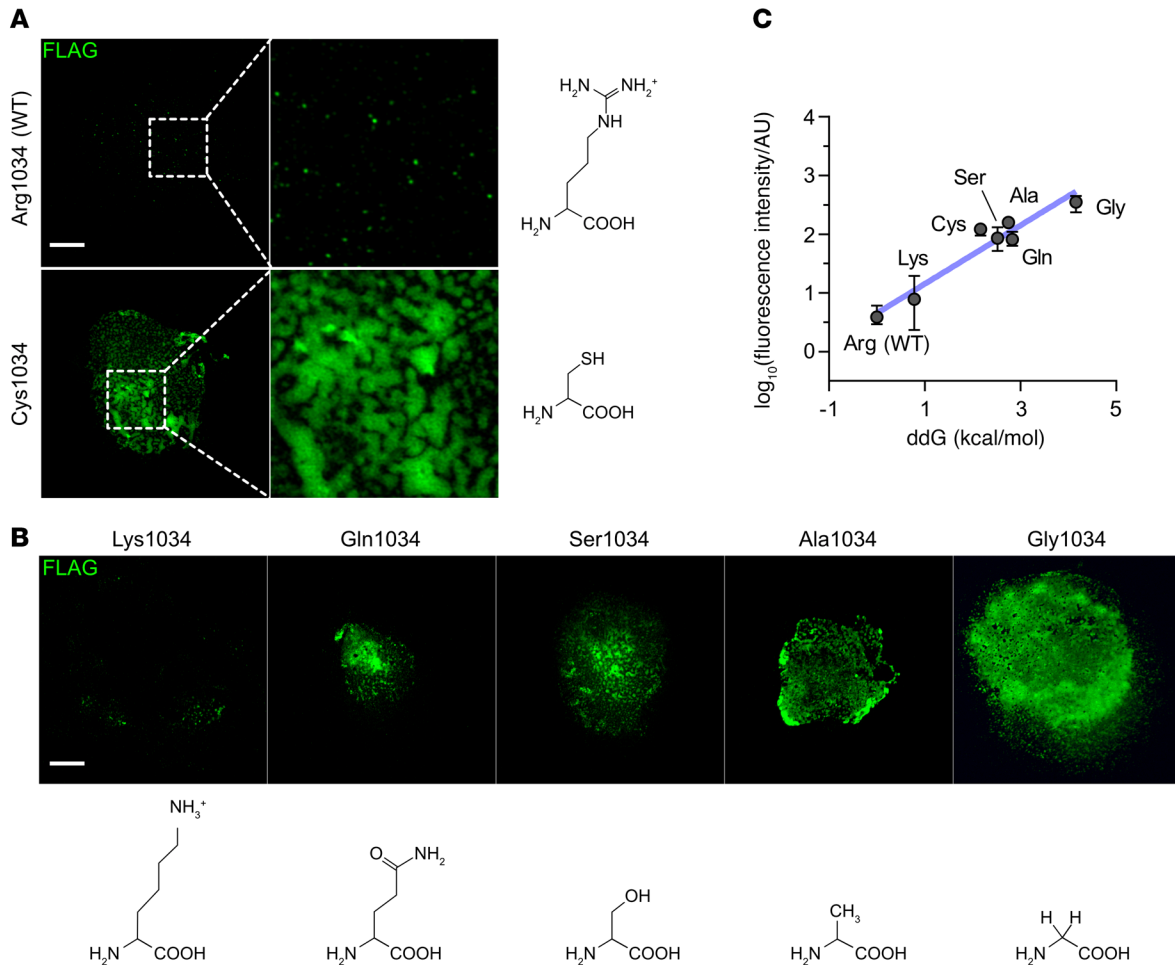 A
FLAG
Arg1034 (WT)
Cys1034
H₂N NH₂⁺
NH
H₂N COOH
SH
H₂N COOH
C
log₁₀(fluorescence intensity/AU)
4
3
2
1
0
Ser
Ala
Cys
Gly
Lys
Gln
Arg (WT)
-1 1 3 5
ddG (kcal/mol)
B
Lys1034 Gln1034 Ser1034 Ala1034 Gly1034
FLAG
NH₃⁺
H₂N COOH
O NH₂
H₂N COOH
OH
H₂N COOH
CH₃
H₂N COOH
H H
H₂N COOH